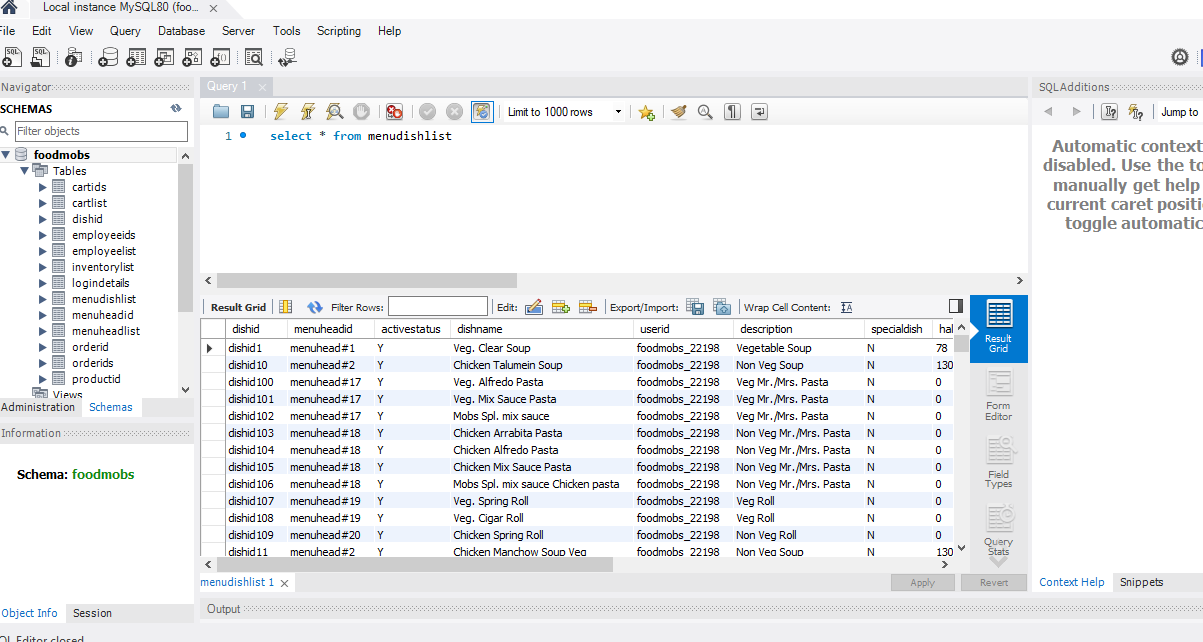 Local instance MySQL80 (foo...
File Edit View Query Database Server Tools Scripting Help
Navigator
SCHEMAS
Filter objects
foodmobs
Tables
cartids
cartlist
dishid
employeeids
employeelist
inventorylist
logindetails
menudishlist
menuheadid
menuheadlist
orderid
orderids
productid
Views
Administration Schemas
Information
Schema: foodmobs
Object Info Session
QL Editor closed
Query 1
Limit to 1000 rows
1 select * from menudishlist
Result Grid Filter Rows: Edit: Export/Import: Wrap Cell Content:
dishid menuheadid activestatus dishname userid description specialdish hal
dishid1 menuhead#1 Y Veg. Clear Soup foodmobs_22198 Vegetable Soup N 78
dishid10 menuhead#2 Y Chicken Talumein Soup foodmobs_22198 Non Veg Soup N 130
dishid100 menuhead#17 Y Veg. Alfredo Pasta foodmobs_22198 Veg Mr./Mrs. Pasta N 0
dishid101 menuhead#17 Y Veg. Mix Sauce Pasta foodmobs_22198 Veg Mr./Mrs. Pasta N 0
dishid102 menuhead#17 Y Mobs Spl. mix sauce foodmobs_22198 Veg Mr./Mrs. Pasta N 0
dishid103 menuhead#18 Y Chicken Arrabita Pasta foodmobs_22198 Non Veg Mr./Mrs. Pasta N 0
dishid104 menuhead#18 Y Chicken Alfredo Pasta foodmobs_22198 Non Veg Mr./Mrs. Pasta N 0
dishid105 menuhead#18 Y Chicken Mix Sauce Pasta foodmobs_22198 Non Veg Mr./Mrs. Pasta N 0
dishid106 menuhead#18 Y Mobs Spl. mix sauce Chicken pasta foodmobs_22198 Non Veg Mr./Mrs. Pasta N 0
dishid107 menuhead#19 Y Veg. Spring Roll foodmobs_22198 Veg Roll N 0
dishid108 menuhead#19 Y Veg. Cigar Roll foodmobs_22198 Veg Roll N 0
dishid109 menuhead#20 Y Chicken Spring Roll foodmobs_22198 Non Veg Roll N 0
dishid11 menuhead#2 Y Chicken Manchow Soup Veg foodmobs_22198 Non Veg Soup N 130
Result
Grid
Form
Editor
Field
Types
Query
Stats
menudishlist 1
Apply Revert
Output
SQLAdditions
Jump to
Automatic context
disabled. Use the to
manually get help
current caret positi
toggle automatic
Context Help Snippets